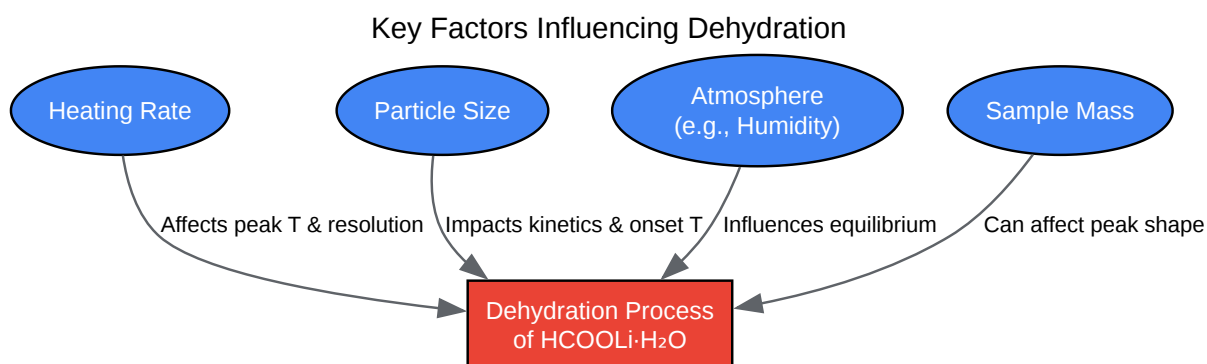 Key Factors Influencing Dehydration
Heating Rate
Particle Size
Atmosphere
(e.g., Humidity)
Sample Mass
Affects peak T & resolution
Impacts kinetics & onset T
Influences equilibrium
Can affect peak shape
Dehydration Process
of HCOOLi·H₂O